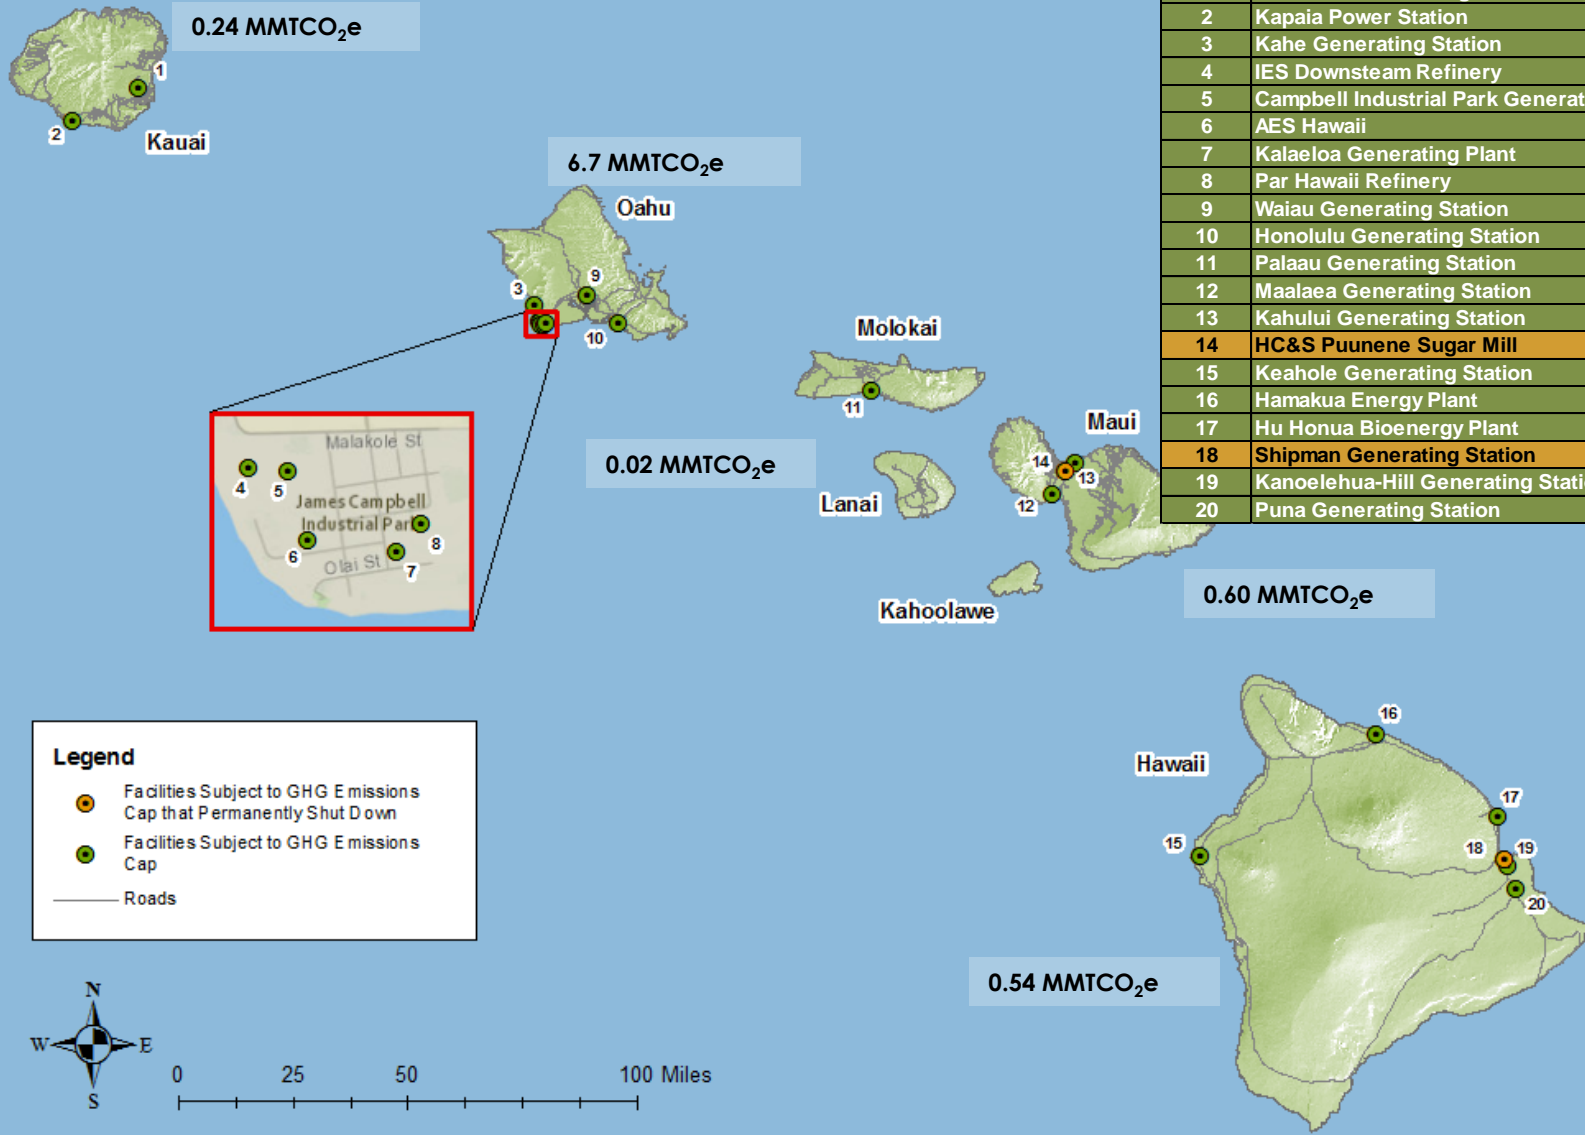 0.24 MMTCO₂e
1
2
Kauai
6.7 MMTCO₂e
Oahu
9
3
10
Molokai
11
0.02 MMTCO₂e
Lanai
Maui
14
13
12
Kahoolawe
0.60 MMTCO₂e
Malakole St
4
5
James Campbell
Industrial Park
6
8
Olai St
7
2 Kapaia Power Station
3 Kahe Generating Station
4 IES Downsteam Refinery
5 Campbell Industrial Park Generat
6 AES Hawaii
7 Kalaeloa Generating Plant
8 Par Hawaii Refinery
9 Waiau Generating Station
10 Honolulu Generating Station
11 Palaau Generating Station
12 Maalaea Generating Station
13 Kahului Generating Station
14 HC&S Puunene Sugar Mill
15 Keahole Generating Station
16 Hamakua Energy Plant
17 Hu Honua Bioenergy Plant
18 Shipman Generating Station
19 Kanoelehua-Hill Generating Stati
20 Puna Generating Station
Hawaii
16
17
15
18
19
20
0.54 MMTCO₂e
Legend
Facilities Subject to GHG Emissions
Cap that Permanently Shut Down
Facilities Subject to GHG Emissions
Cap
Roads
N
W
E
S
0 25 50 100 Miles